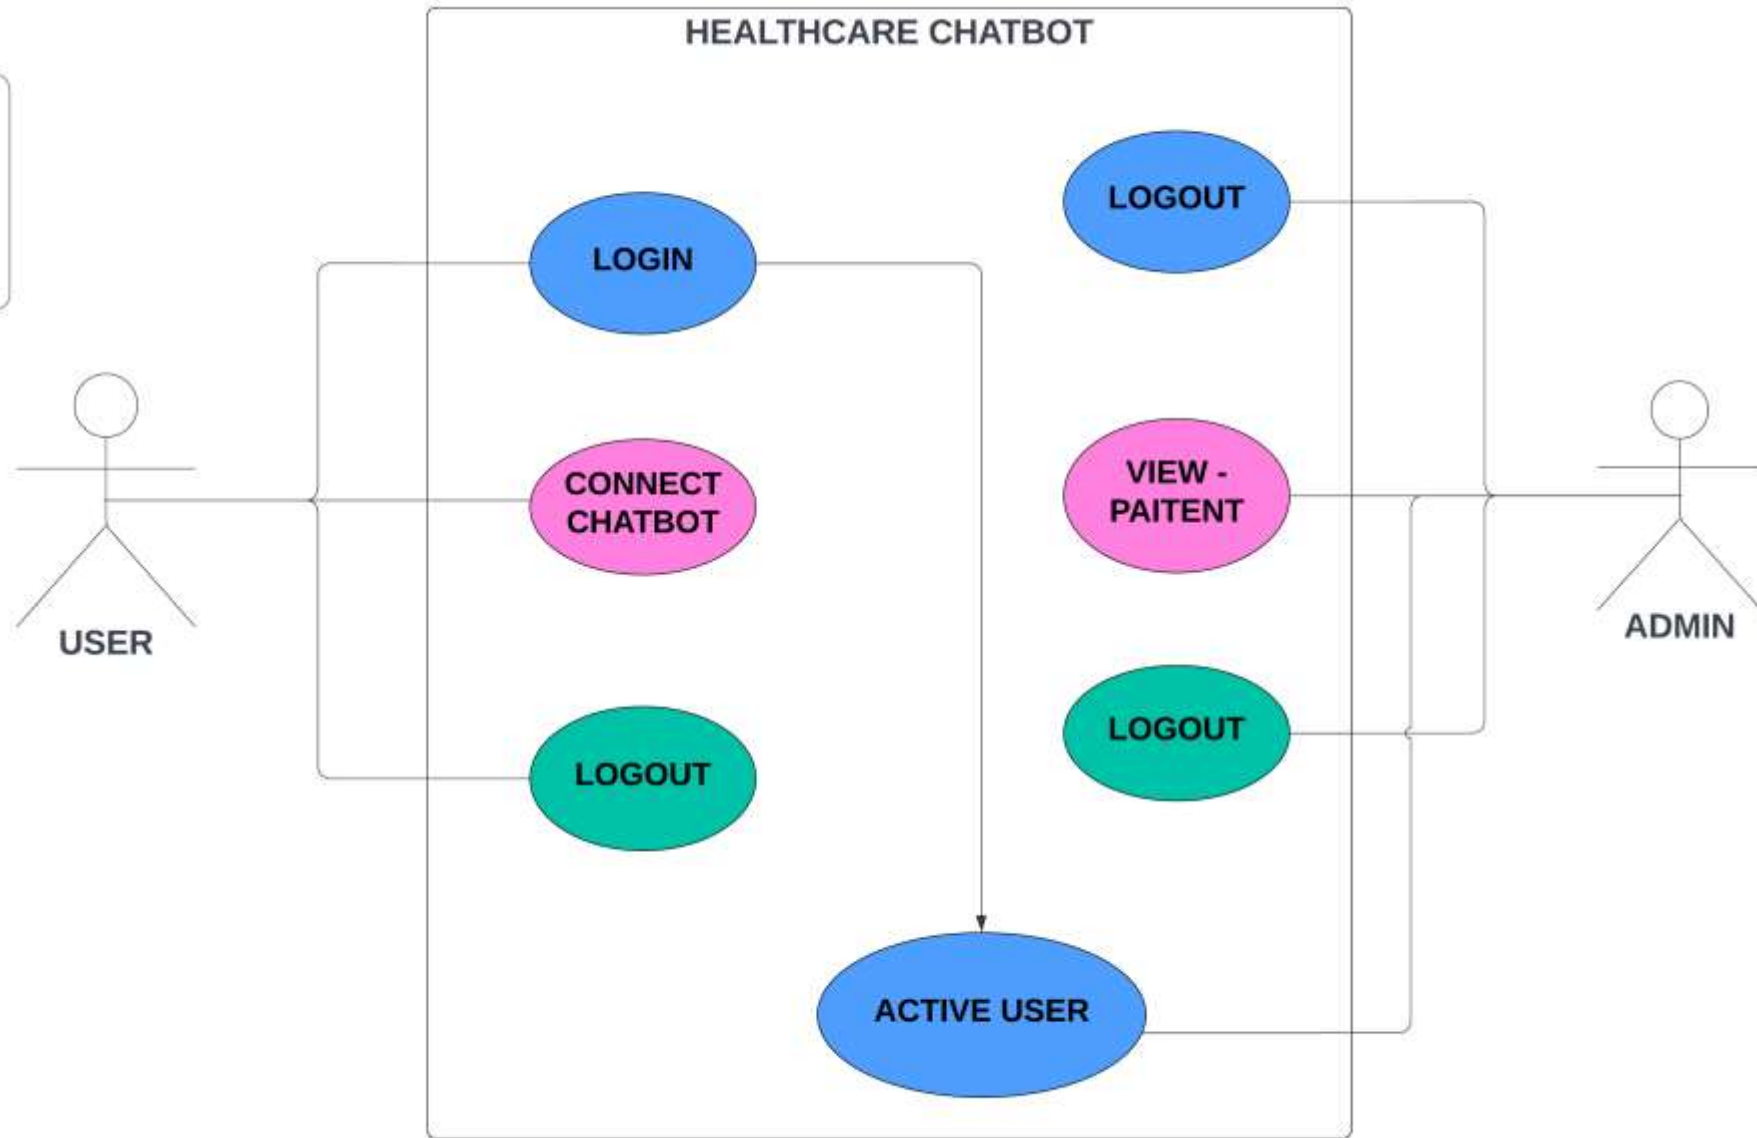 HEALTHCARE CHATBOT
LOGOUT
LOGIN
CONNECT
CHATBOT
VIEW -
PAITENT
USER
ADMIN
LOGOUT
LOGOUT
ACTIVE USER